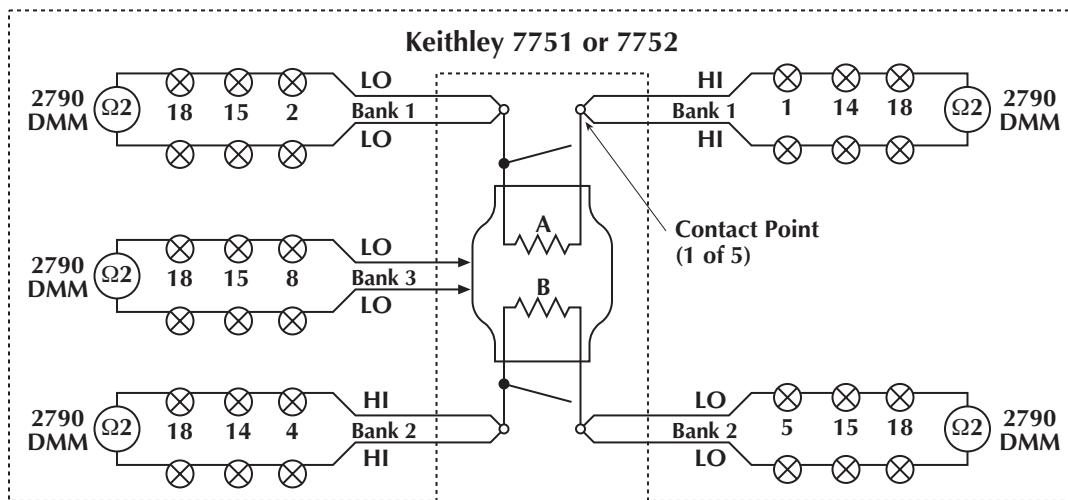 Keithley 7751 or 7752
2790
DMM
Ω2
18 15 2
LO
Bank 1
LO
HI
Bank 1
HI
1 14 18
Ω2
2790
DMM
A
Contact Point
(1 of 5)
2790
DMM
Ω2
18 15 8
LO
Bank 3
LO
B
2790
DMM
Ω2
18 14 4
HI
Bank 2
HI
LO
Bank 2
LO
5 15 18
Ω2
2790
DMM